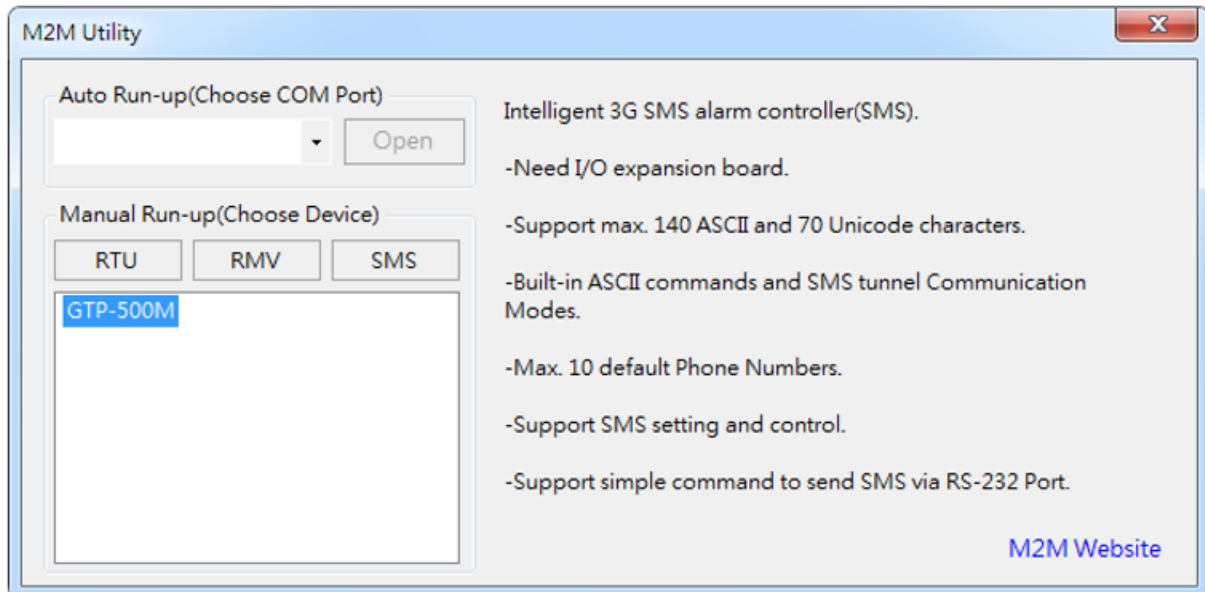 M2M Utility
Auto Run-up(Choose COM Port)
Open
Manual Run-up(Choose Device)
RTU RMV SMS
GTP-500M
Intelligent 3G SMS alarm controller(SMS).
-Need I/O expansion board.
-Support max. 140 ASCII and 70 Unicode characters.
-Built-in ASCII commands and SMS tunnel Communication
Modes.
-Max. 10 default Phone Numbers.
-Support SMS setting and control.
-Support simple command to send SMS via RS-232 Port.
M2M Website